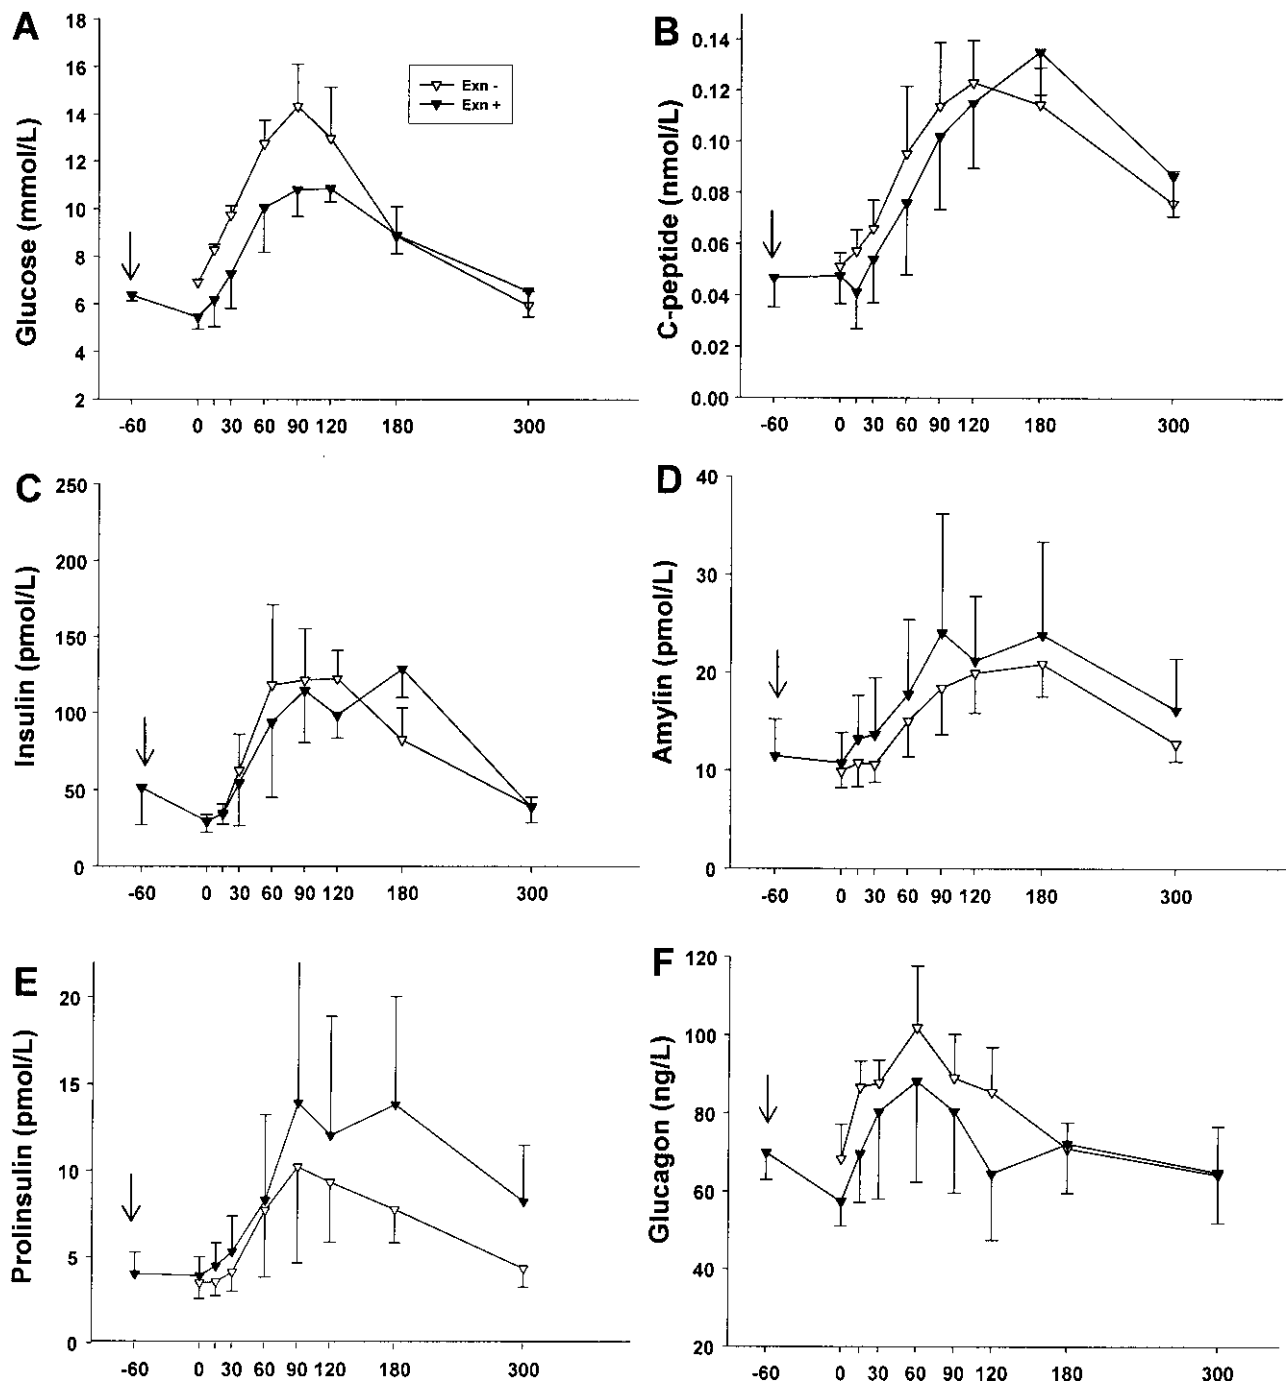 A
Glucose (mmol/L)
18
16
14
12
10
8
6
4
2
Exn -
Exn +
-60 0 30 60 90 120 180 300
B
C-peptide (nmol/L)
0.14
0.12
0.10
0.08
0.06
0.04
0.02
0.00
-60 0 30 60 90 120 180 300
C
Insulin (pmol/L)
250
200
150
100
50
0
-60 0 30 60 90 120 180 300
D
Amylin (pmol/L)
40
30
20
10
0
-60 0 30 60 90 120 180 300
E
Prolinsulin (pmol/L)
20
15
10
5
0
-60 0 30 60 90 120 180 300
F
Glucagon (ng/L)
120
100
80
60
40
20
-60 0 30 60 90 120 180 300